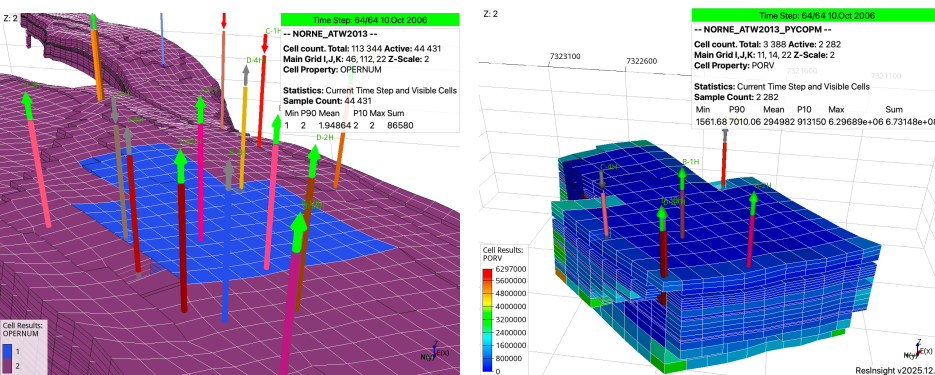 Z: 2
Time Step: 64/64 10.Oct 2006
-- NORNE_ATW2013 --
Cell count. Total: 113 344 Active: 44 431
Main Grid I,J,K: 46, 112, 22 Z-Scale: 2
Cell Property: OPERNUM
Statistics: Current Time Step and Visible Cells
Sample Count: 44 431
Min P90 Mean P10 Max Sum
1 2 1.94864 2 2 86580
C-1H
D-4H
D-2H
Cell Results:
OPERNUM
1
2
Z
N(y) E(x)
Z: 2
Time Step: 64/64 10.Oct 2006
-- NORNE_ATW2013_PYCOPM --
Cell count. Total: 3 388 Active: 2 282
Main Grid I,J,K: 11, 14, 22 Z-Scale: 2
Cell Property: PORV
Statistics: Current Time Step and Visible Cells
Sample Count: 2 282
Min P90 Mean P10 Max Sum
1561.68 7010.06 294982 913150 6.29689e+06 6.73148e+08
7323100
7322600
7321600
7321100
B-1H
Cell Results:
PORV
6297000
5600000
4800000
4000000
3200000
2400000
1600000
800000
0
Z
N(y) E(x)
ResInsight v2025.12.